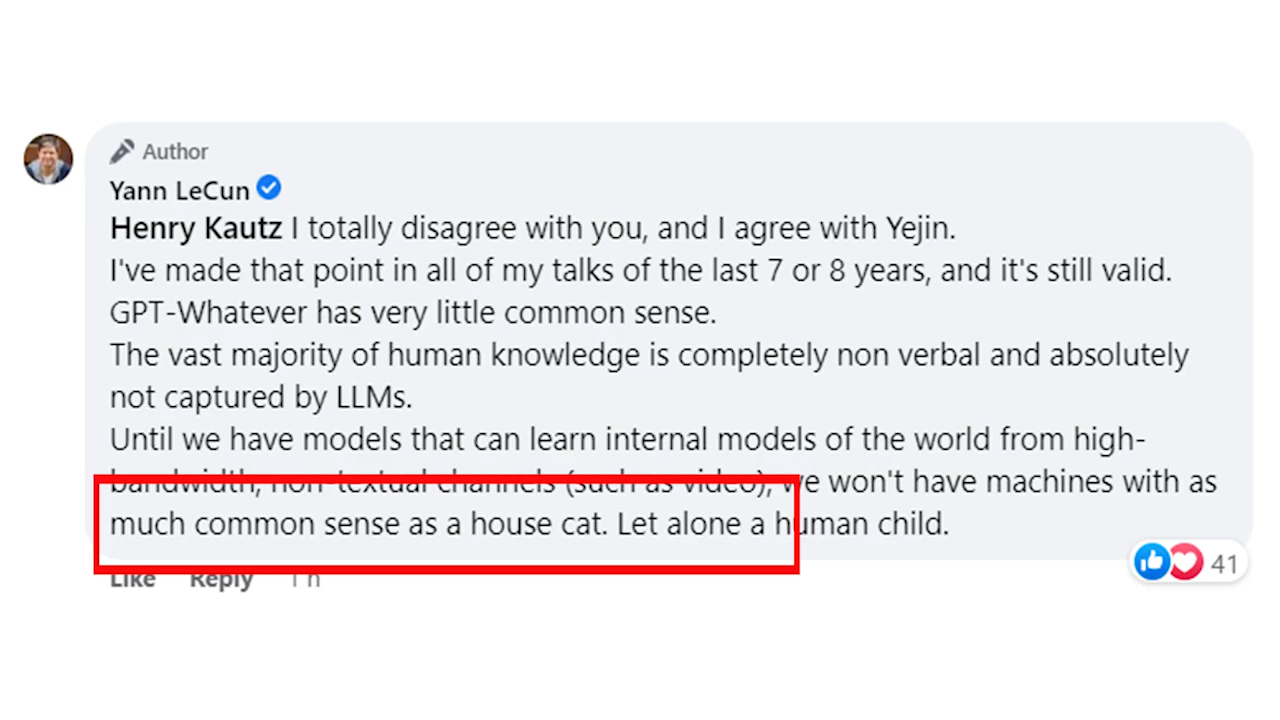 Author
Yann LeCun
Henry Kautz I totally disagree with you, and I agree with Yejin.
I've made that point in all of my talks of the last 7 or 8 years, and it's still valid.
GPT-Whatever has very little common sense.
The vast majority of human knowledge is completely non verbal and absolutely
not captured by LLMs.
Until we have models that can learn internal models of the world from high-
bandwidth, non-textual channels (such as video), we won't have machines with as
much common sense as a house cat. Let alone a human child.
Like Reply 1 h
41